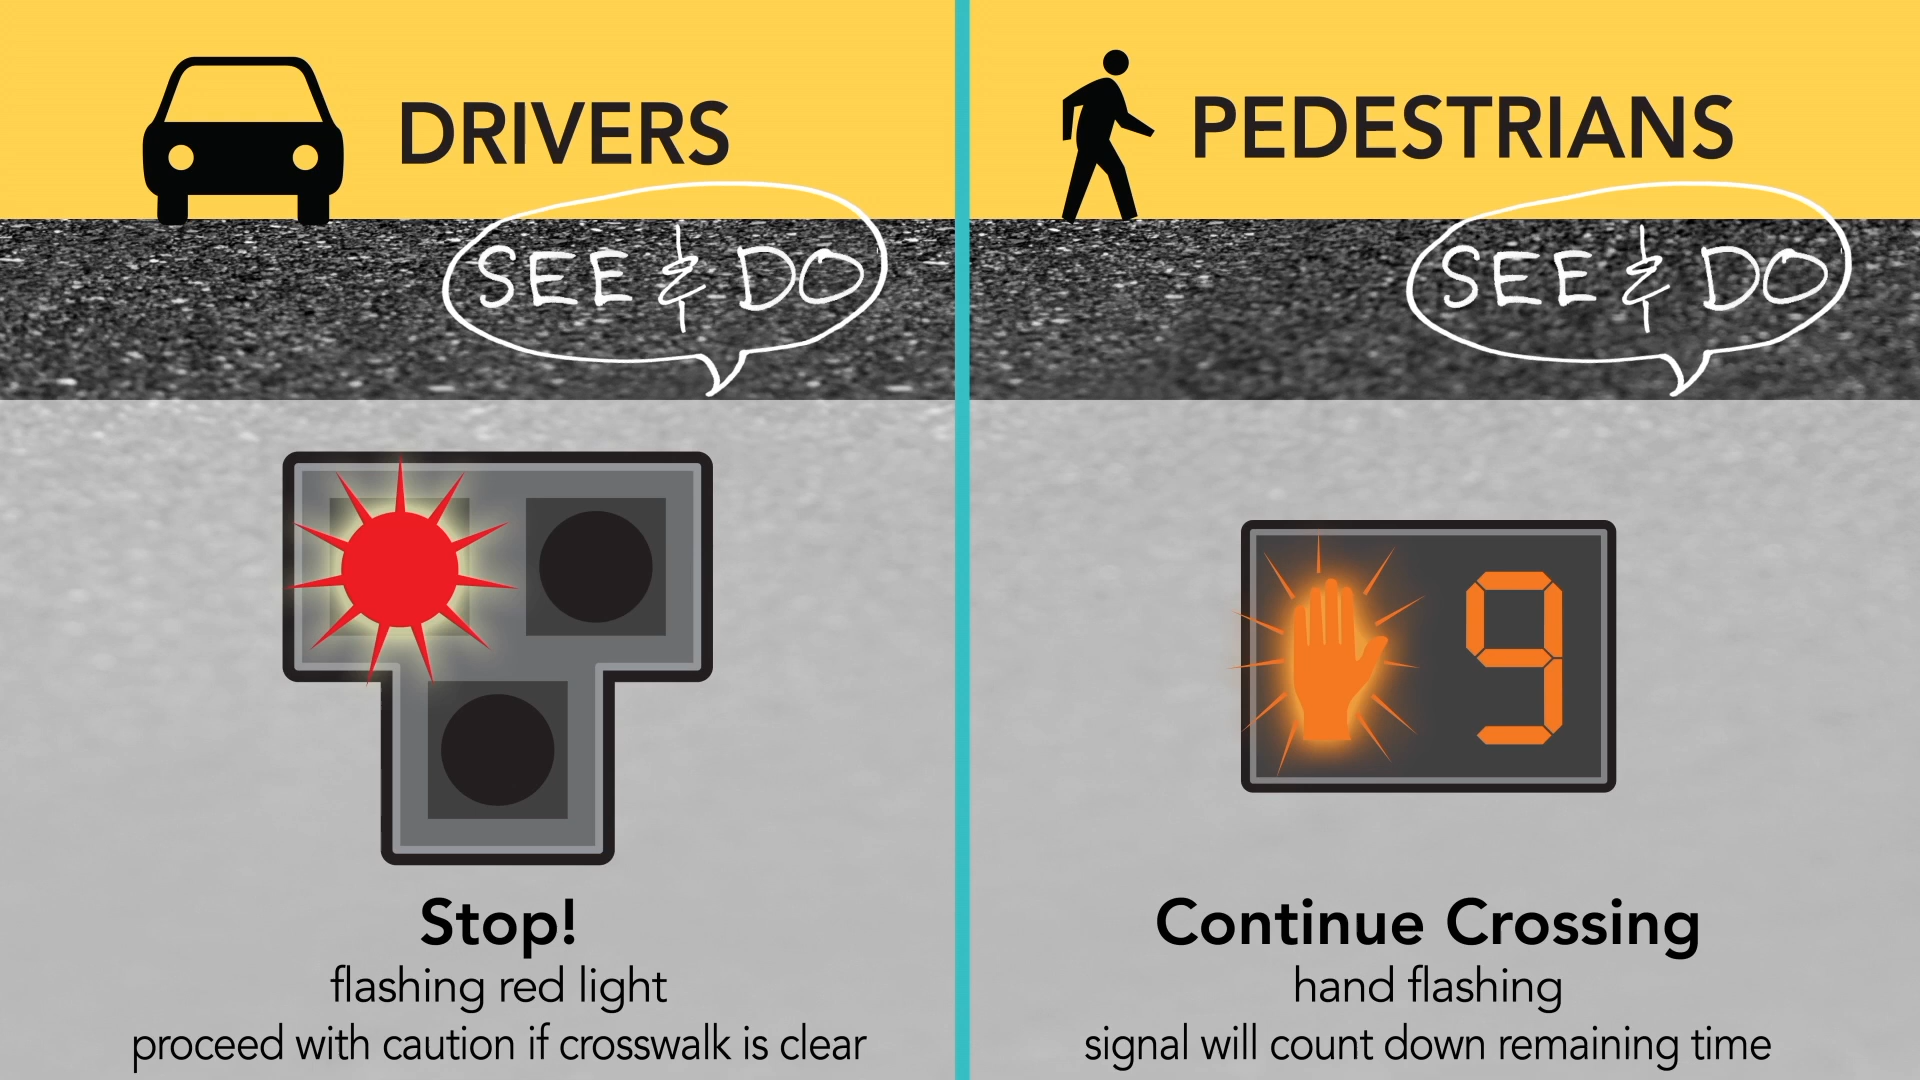 DRIVERS
SEE & DO
Stop!
flashing red light
proceed with caution if crosswalk is clear
PEDESTRIANS
SEE & DO
9
Continue Crossing
hand flashing
signal will count down remaining time